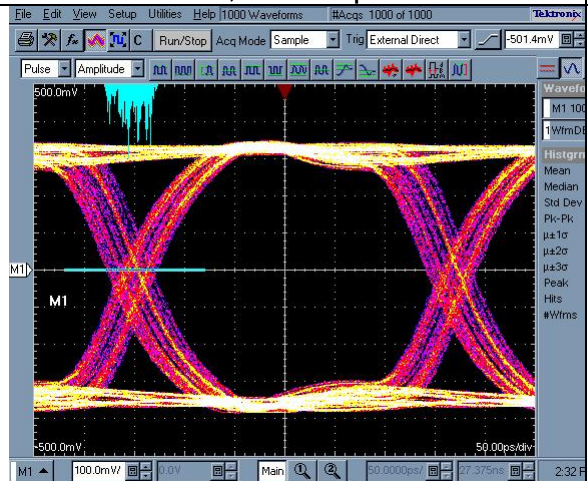 File Edit View Setup Utilities Help 1000 Waveforms #Acqs 1000 of 1000 Tektronix
C Run/Stop Acq Mode Sample Trig External Direct -501.4mV
Pulse Amplitude
500.0mV
M1
M1
-500.0mV 50.00ps/div
Wavefo
M1 100
1WfmDB
Histgrm
Mean
Median
Std Dev
Pk-Pk
µ±1σ
µ±2σ
µ±3σ
Peak
Hits
#Wfms
M1 100.0mV/ 0.0V Main 1 2 50.0000ps/ 27.375ns 2:32 P